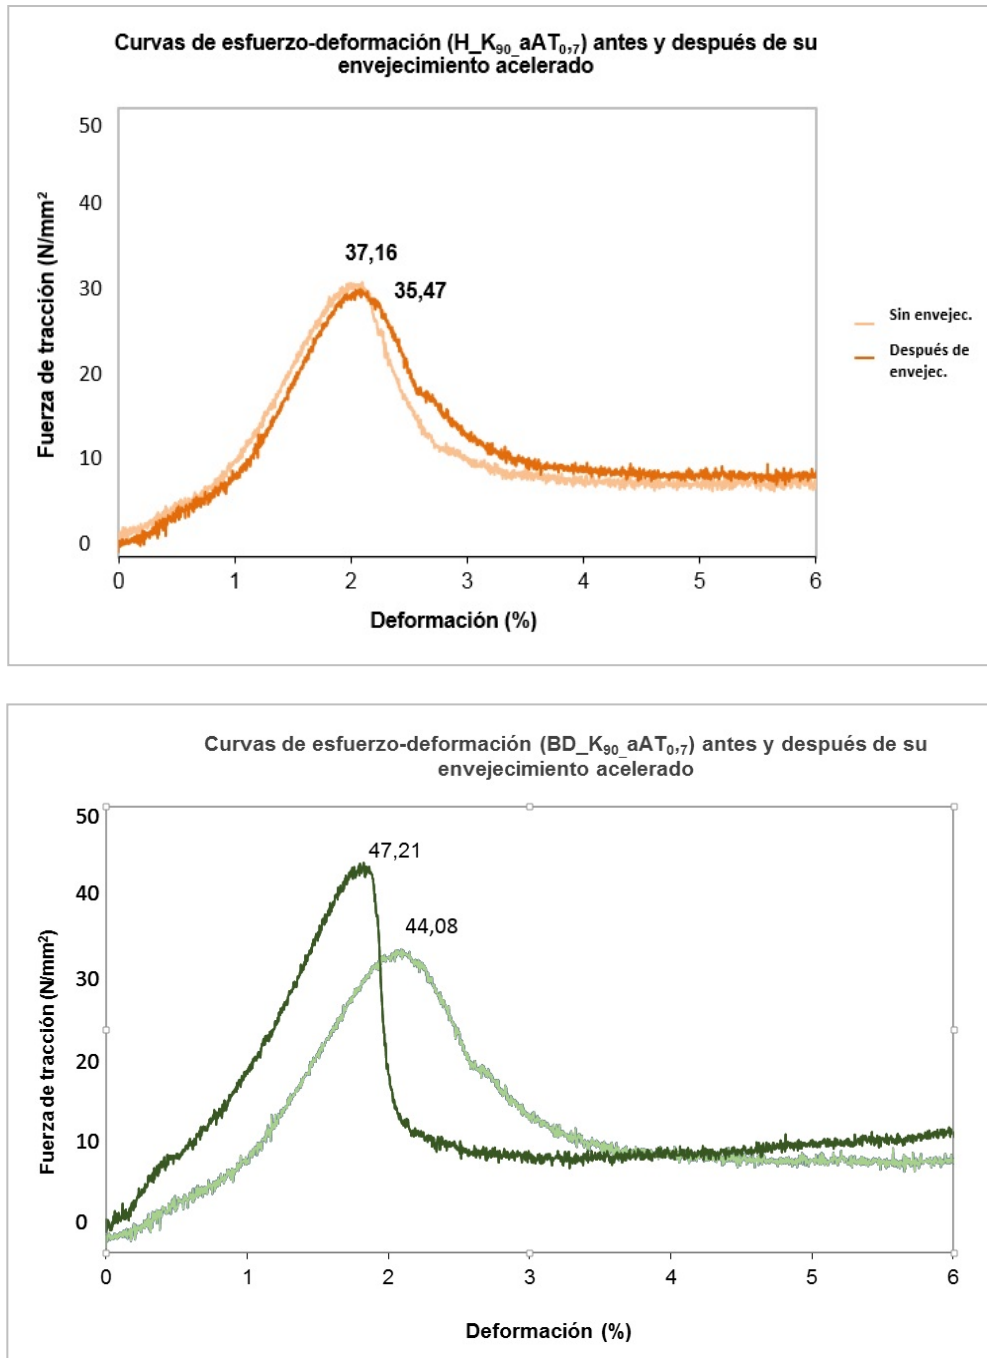 Curvas de esfuerzo-deformación (H_K₉₀_aAT₀,₇) antes y después de su
envejecimiento acelerado
Fuerza de tracción (N/mm²
50
40
30
20
10
0
37,16
35,47
Sin envejec.
Después de
envejec.
0 1 2 3 4 5 6
Deformación (%)
Curvas de esfuerzo-deformación (BD_K₉₀_aAT₀,₇) antes y después de su
envejecimiento acelerado
Fuerza de tracción (N/mm²)
50
40
30
20
10
0
47,21
44,08
0 1 2 3 4 5 6
Deformación (%)